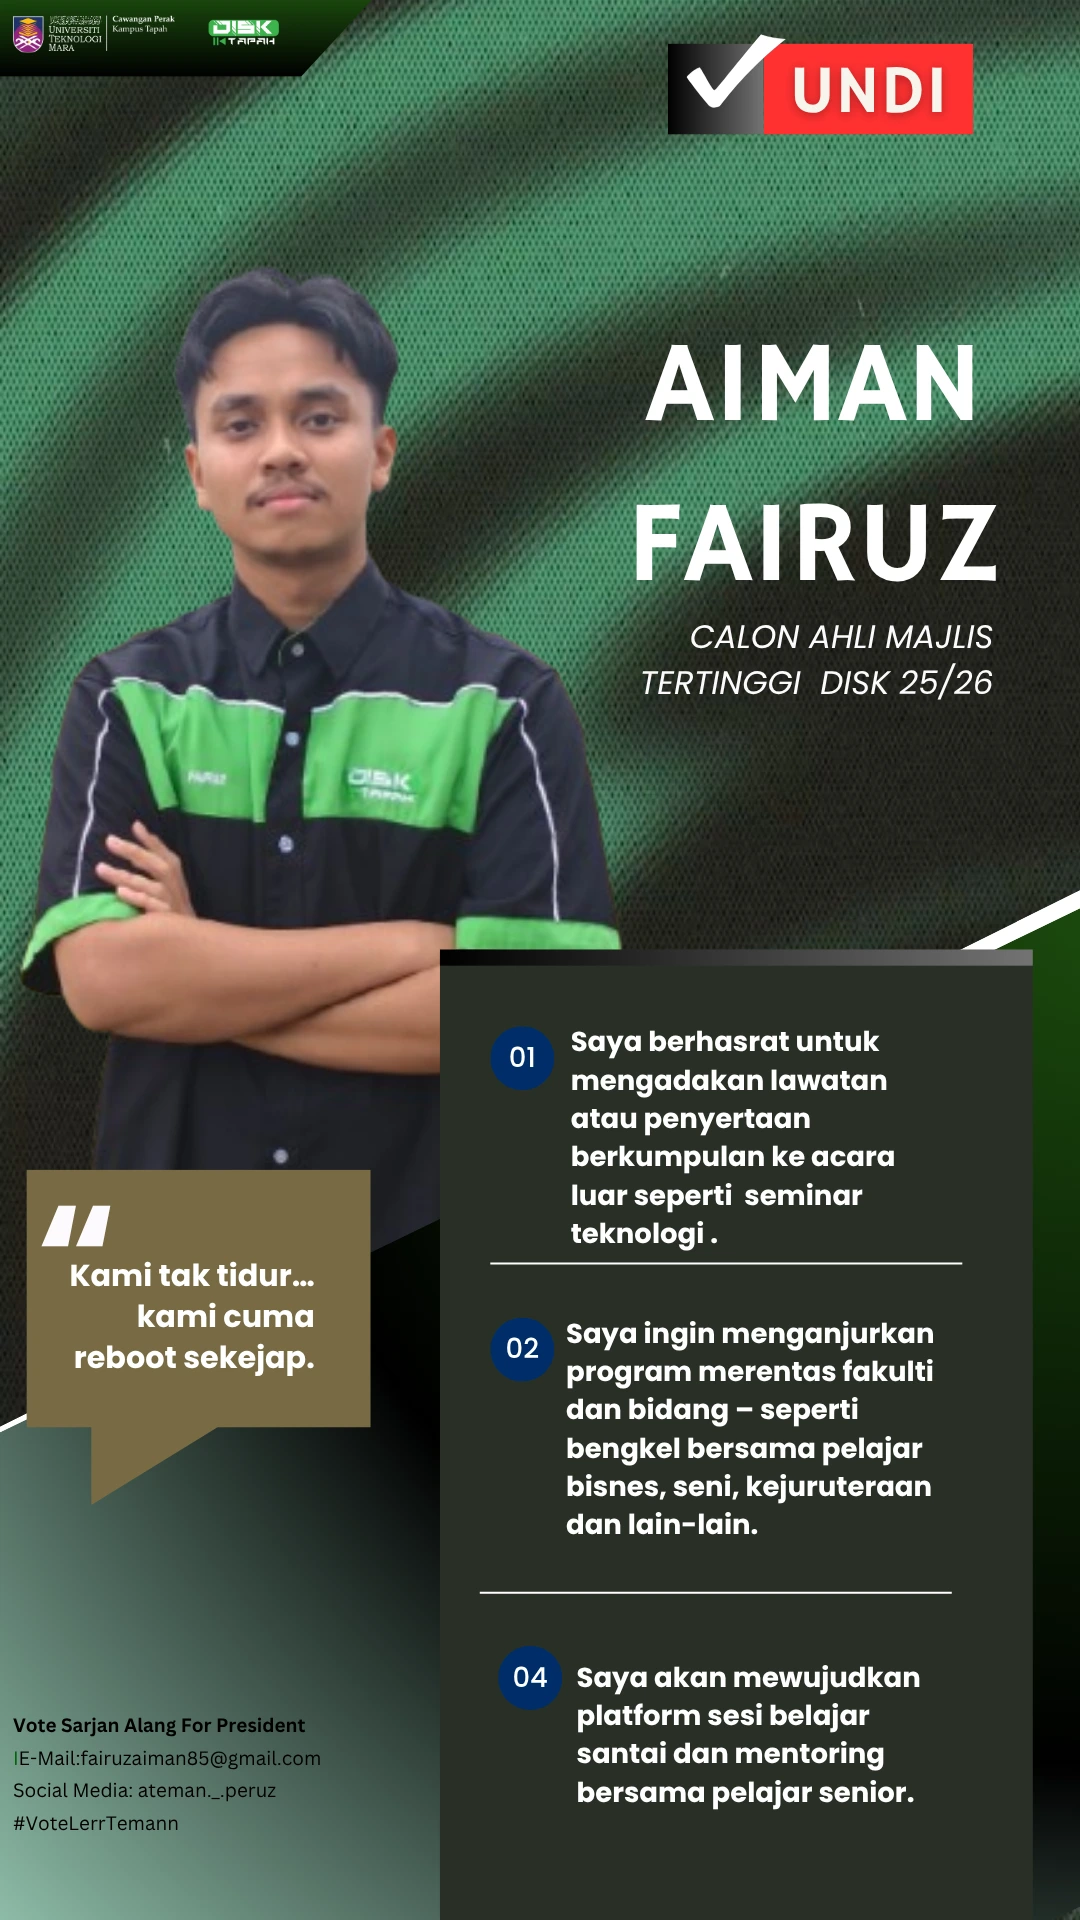 UNIVERSITI
TEKNOLOGI
MARA
Cawangan Perak
Kampus Tapah
DISK
TAPAH
UNDI
AIMAN
FAIRUZ
CALON AHLI MAJLIS
TERTINGGI DISK 25/26
DISK
TAPAH
Saya berhasrat untuk
01
mengadakan lawatan
atau penyertaan
berkumpulan ke acara
luar seperti seminar
teknologi .
“
Kami tak tidur...
kami cuma
reboot sekejap.
02
Saya ingin menganjurkan
program merentas fakulti
dan bidang – seperti
bengkel bersama pelajar
bisnes, seni, kejuruteraan
dan lain-lain.
04
Saya akan mewujudkan
platform sesi belajar
santai dan mentoring
bersama pelajar senior.
Vote Sarjan Alang For President
IE-Mail:fairuzaiman85@gmail.com
Social Media: ateman._.peruz
#VoteLerrTemann